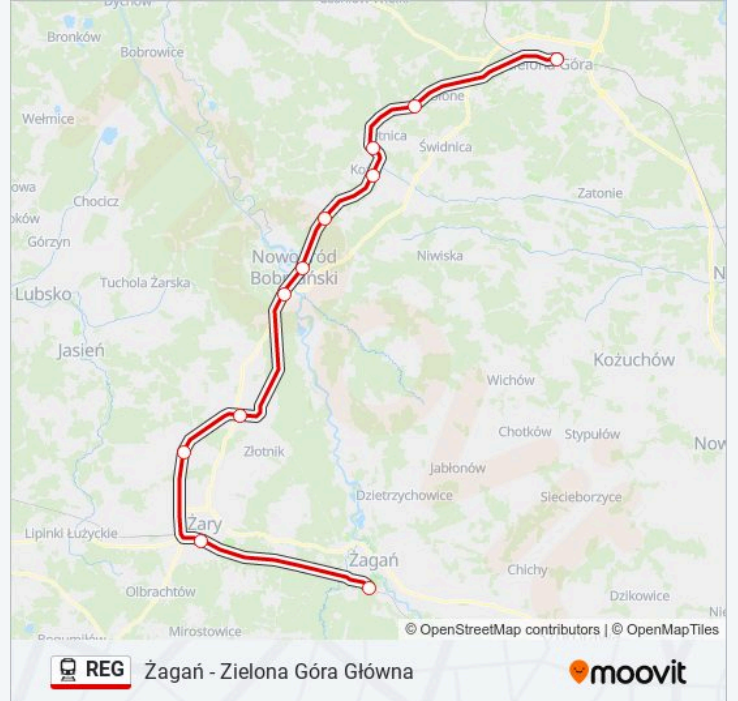 Bronków
Bobrowice
Zielona Góra
Wełmice
Świdnica
Chocicz
Zatonie
Górzyn
Nowogród
Bobrzański
Niwiska
Tuchola Żarska
Lubsko
Jasień
Kożuchów
Wichów
Chotków
Stypułów
Złotnik
Jabłonów
Dzietrzychowice
Siecieborzyce
Lipinki Łużyckie
Żary
Żagań
Chichy
Olbrachtów
Dzikowice
Mirostowice
© OpenStreetMap contributors | © OpenMapTiles
REG Żagań - Zielona Góra Główna moovit